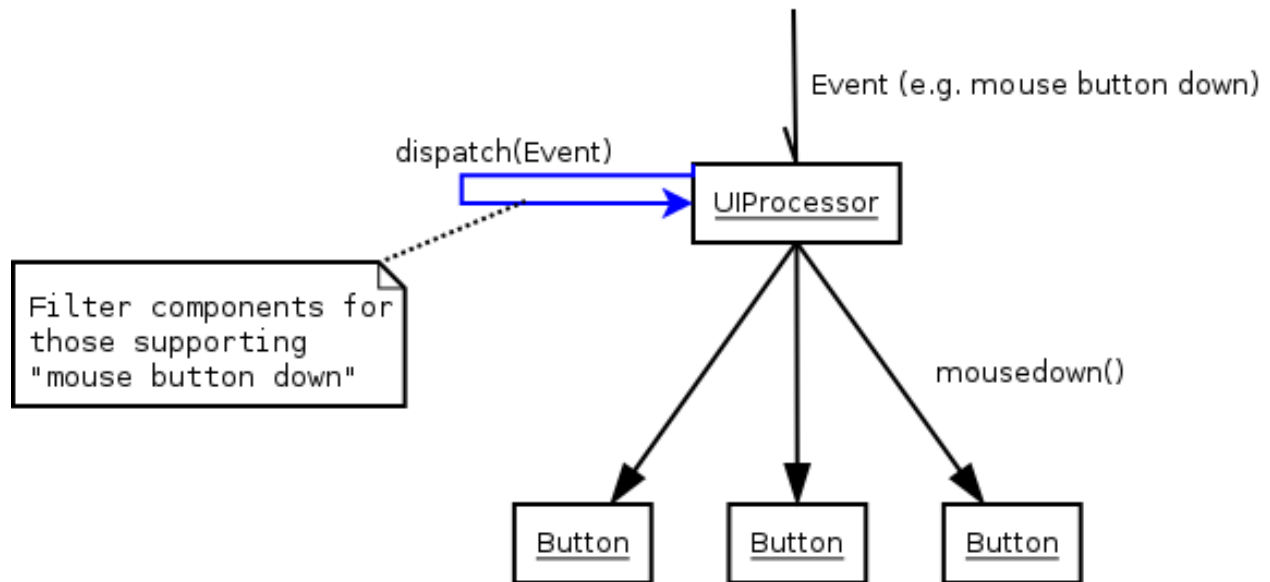 Event (e.g. mouse button down)
dispatch(Event)
UIProcessor
Filter components for
those supporting
"mouse button down"
mousedown()
Button
Button
Button